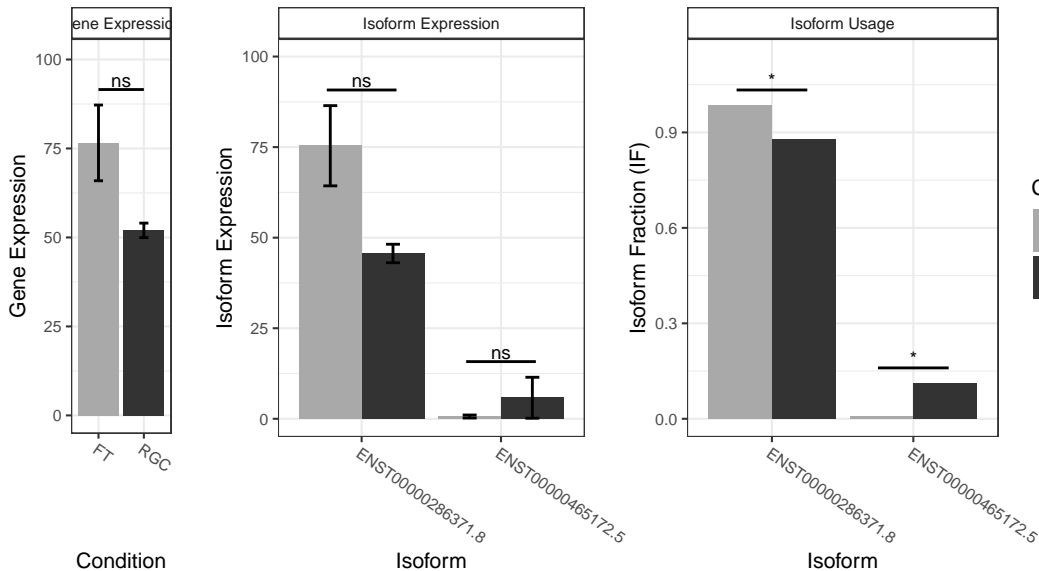 ene Expressio
Gene Expression
100
75
50
25
0
ns
FT
RGC
Condition
Isoform Expression
Isoform Expression
100
75
50
25
0
ns
ns
ENST00000286371.8
ENST00000465172.5
Isoform
Isoform Usage
Isoform Fraction (IF)
0.9
0.6
0.3
0.0
*
*
ENST00000286371.8
ENST00000465172.5
Isoform